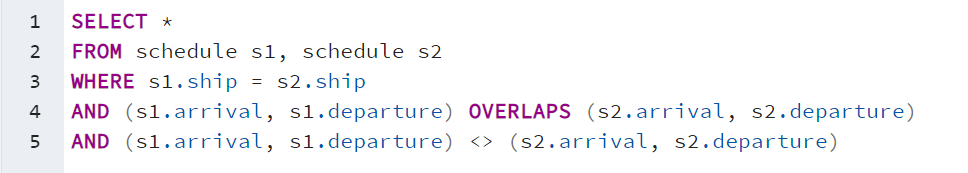 1 SELECT *
2 FROM schedule s1, schedule s2
3 WHERE s1.ship = s2.ship
4 AND (s1.arrival, s1.departure) OVERLAPS (s2.arrival, s2.departure)
5 AND (s1.arrival, s1.departure) <> (s2.arrival, s2.departure)